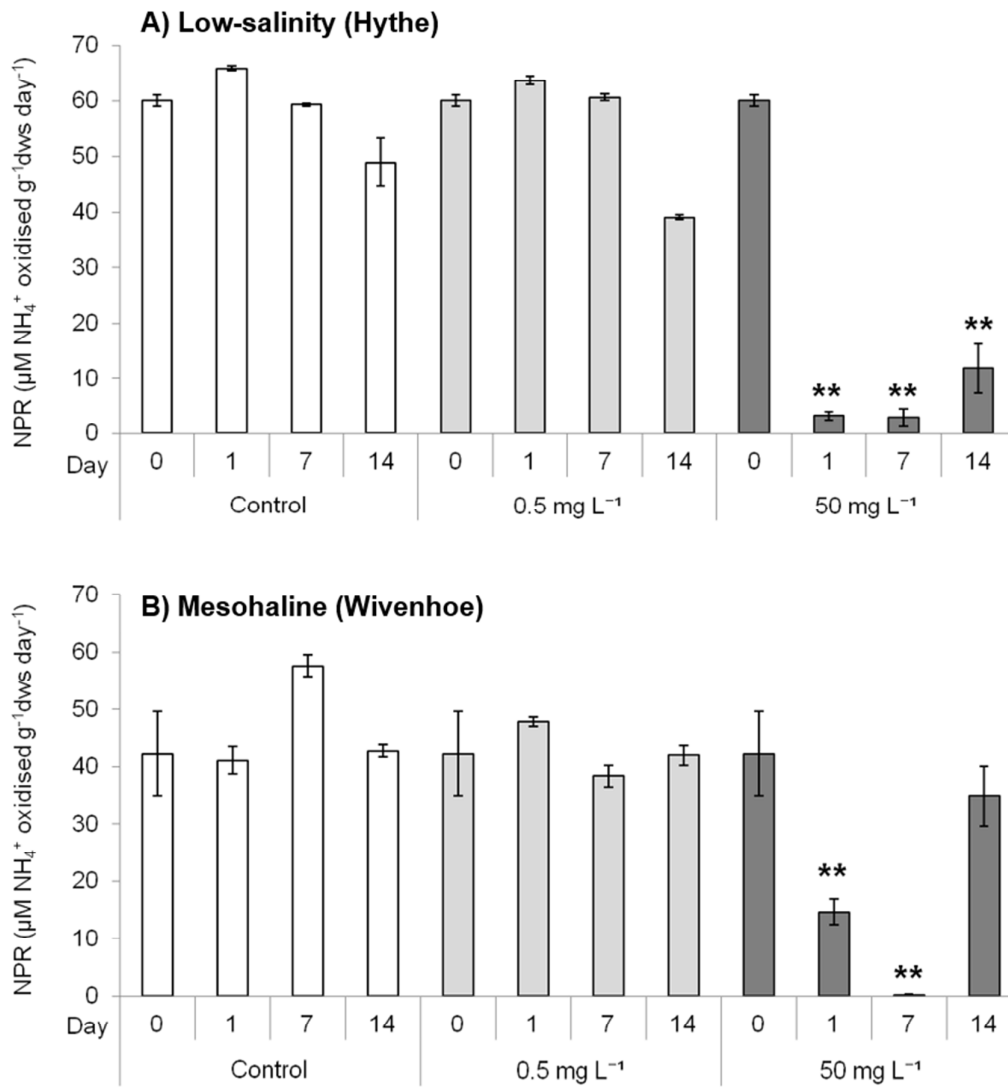 A) Low-salinity (Hythe)
NPR (µM NH₄⁺ oxidised g⁻¹dws day⁻¹)
70
60
50
40
30
20
10
0
** ** **
Day 0 1 7 14 0 1 7 14 0 1 7 14
Control 0.5 mg L⁻¹ 50 mg L⁻¹
B) Mesohaline (Wivenhoe)
NPR (µM NH₄⁺ oxidised g⁻¹dws day⁻¹)
70
60
50
40
30
20
10
0
** **
Day 0 1 7 14 0 1 7 14 0 1 7 14
Control 0.5 mg L⁻¹ 50 mg L⁻¹